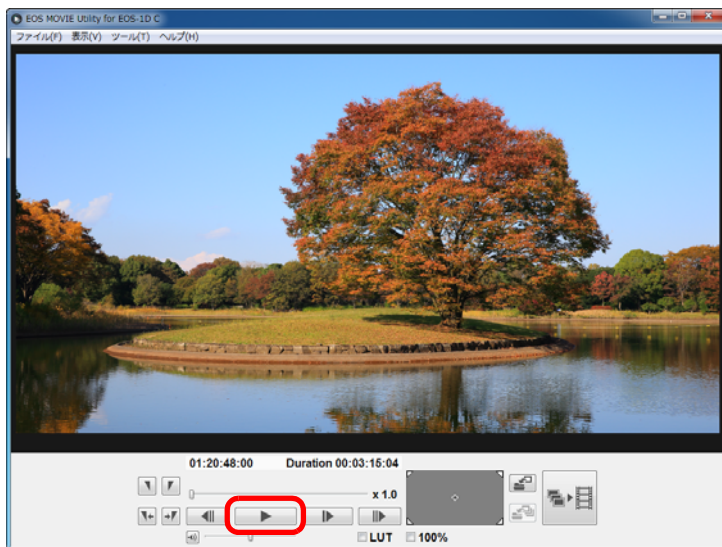 EOS MOVIE Utility for EOS-1D C
ファイル(F) 表示(V) ツール(T) ヘルプ(H)
01:20:48:00 Duration 00:03:15:04
x 1.0
LUT 100%